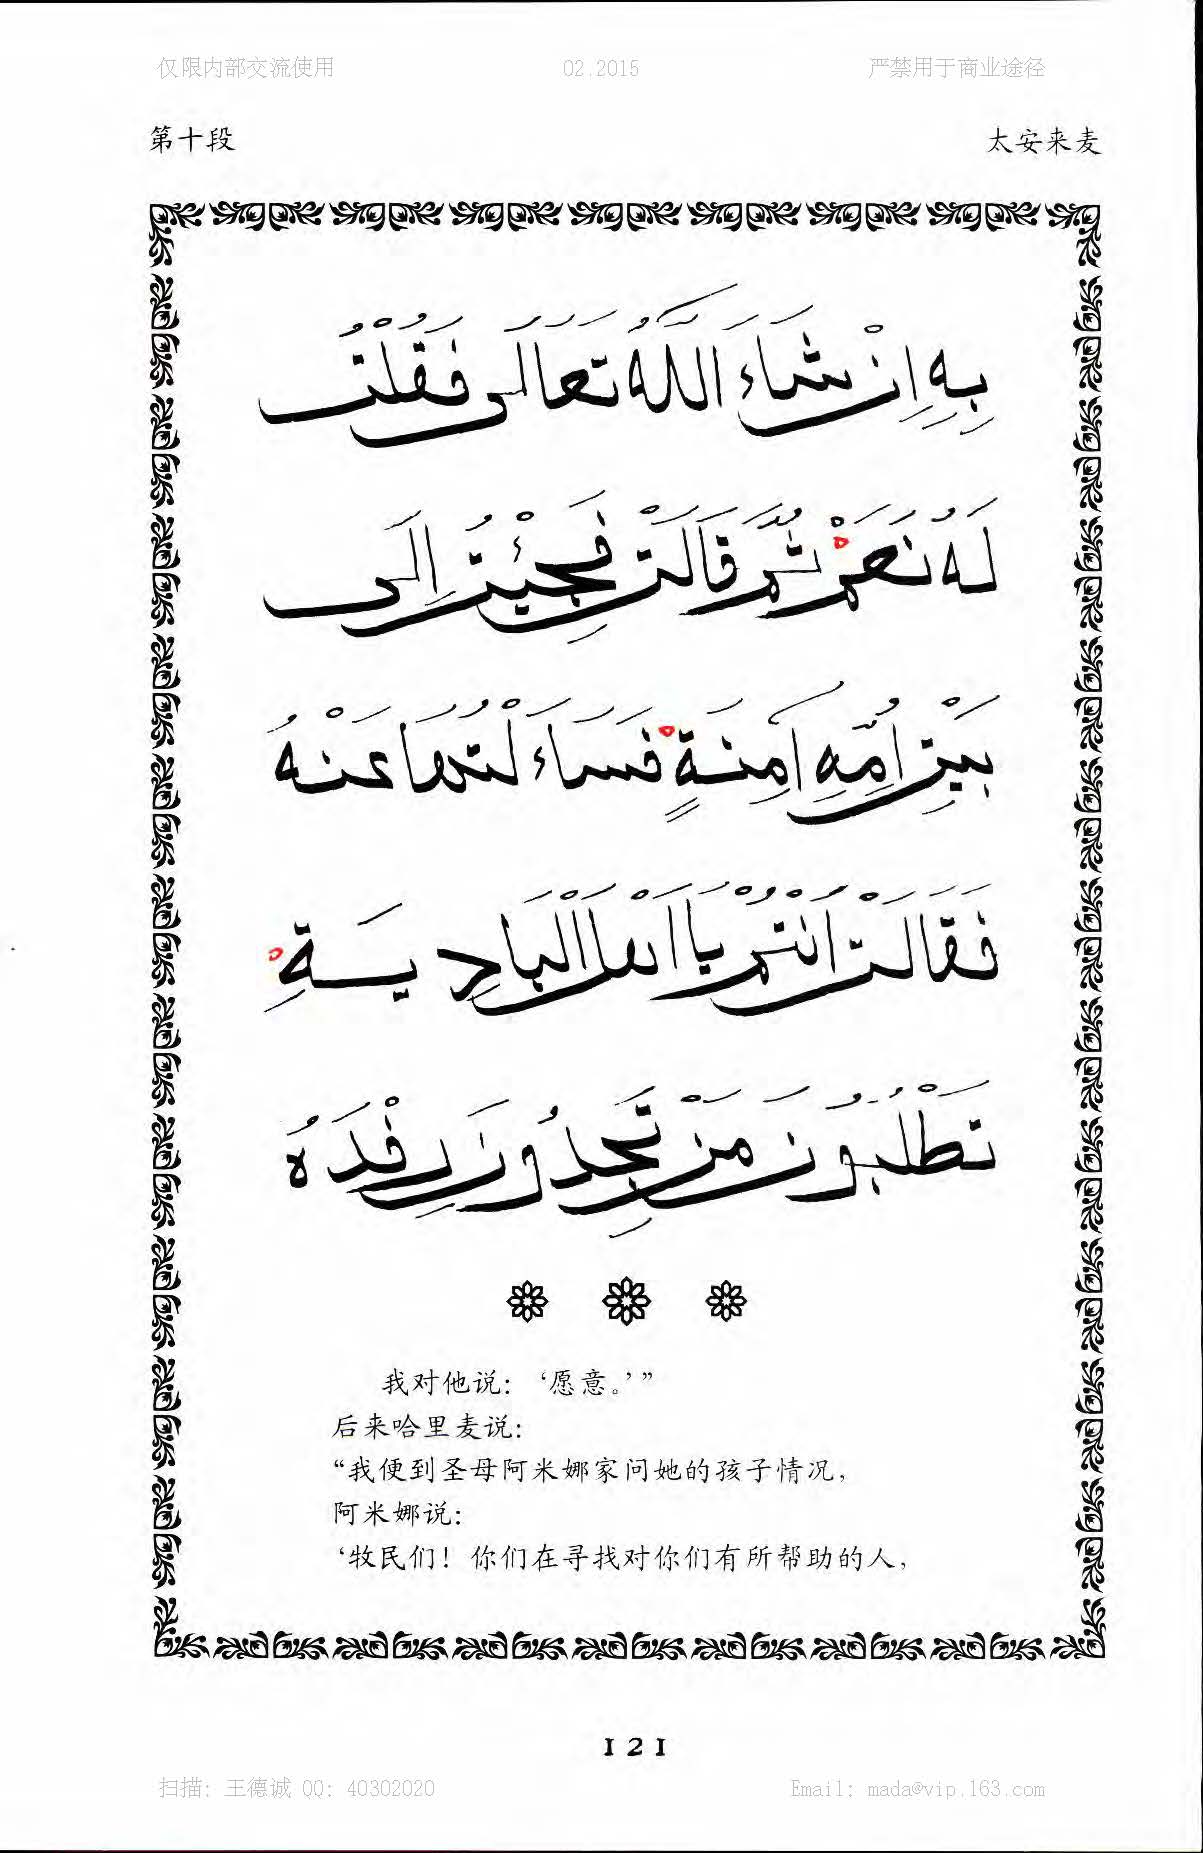 仅限内部交流使用 02.2015 严禁用于商业途径
第十段 太安来麦
بِهِ اِنْ شَاءَ اللّٰهُ تَعَالَى فَقُلْتُ
لَهُ نَعَمْ ثُمَّ قَالَتْ فَجِئْتُ اِلَى
بَيْتِ اُمِّهِ اٰمِنَةٍ فَسَاءَلْتُهَا عَنْهُ
فَقَالَتْ اَنْتُمْ يَا اَهْلَ الْبَادِيَةِ
تَطْلُبُونَ مَنْ تَجِدُونَ رِفْدَهُ
我对他说：‘愿意。’”
后来哈里麦说：
“我便到圣母阿米娜家问她的孩子情况，
阿米娜说：
‘牧民们！你们在寻找对你们有所帮助的人，
121
扫描：王德诚 QQ：40302020 Email：mada@vip.163.com